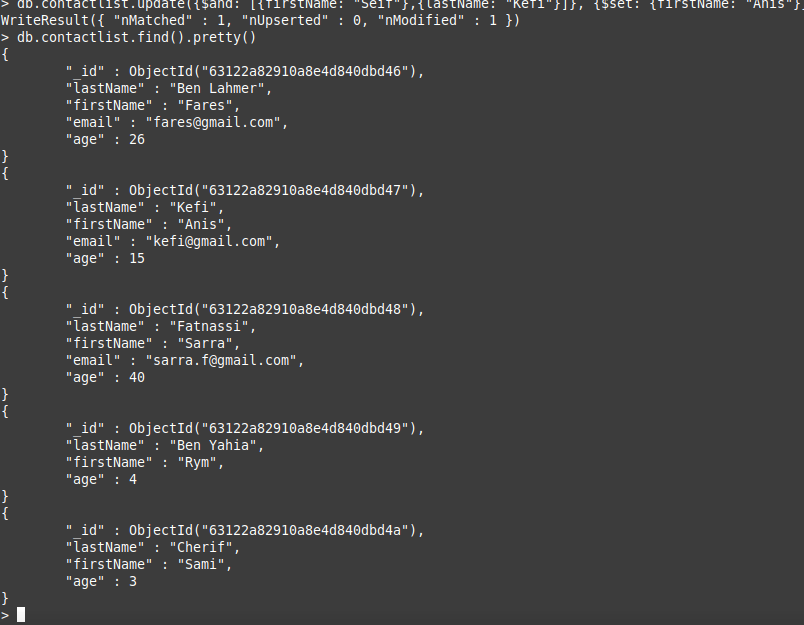 > db.contactlist.update({$and: [{firstName: "Seif"},{lastName: "Kefi"}]}, {$set: {firstName: "Anis"}
WriteResult({ "nMatched" : 1, "nUpserted" : 0, "nModified" : 1 })
> db.contactlist.find().pretty()
{
"_id" : ObjectId("63122a82910a8e4d840dbd46"),
"lastName" : "Ben Lahmer",
"firstName" : "Fares",
"email" : "fares@gmail.com",
"age" : 26
}
{
"_id" : ObjectId("63122a82910a8e4d840dbd47"),
"lastName" : "Kefi",
"firstName" : "Anis",
"email" : "kefi@gmail.com",
"age" : 15
}
{
"_id" : ObjectId("63122a82910a8e4d840dbd48"),
"lastName" : "Fatnassi",
"firstName" : "Sarra",
"email" : "sarra.f@gmail.com",
"age" : 40
}
{
"_id" : ObjectId("63122a82910a8e4d840dbd49"),
"lastName" : "Ben Yahia",
"firstName" : "Rym",
"age" : 4
}
{
"_id" : ObjectId("63122a82910a8e4d840dbd4a"),
"lastName" : "Cherif",
"firstName" : "Sami",
"age" : 3
}
>